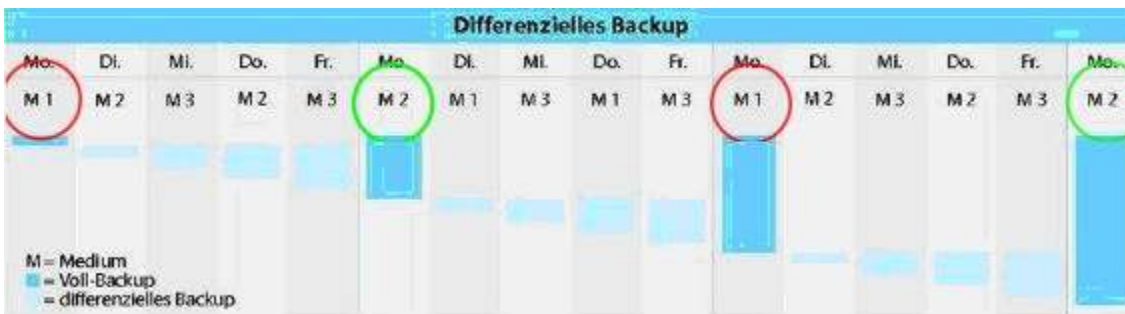 Differenzielles Backup
Mo. Di. Mi. Do. Fr. Mo. Di. Mi. Do. Fr. Mo. Di. Mi. Do. Fr. Mo.
M 1 M 2 M 3 M 2 M 3 M 2 M 1 M 3 M 1 M 3 M 1 M 2 M 3 M 2 M 3 M 2
M = Medium
= Voll-Backup
= differenzielles Backup